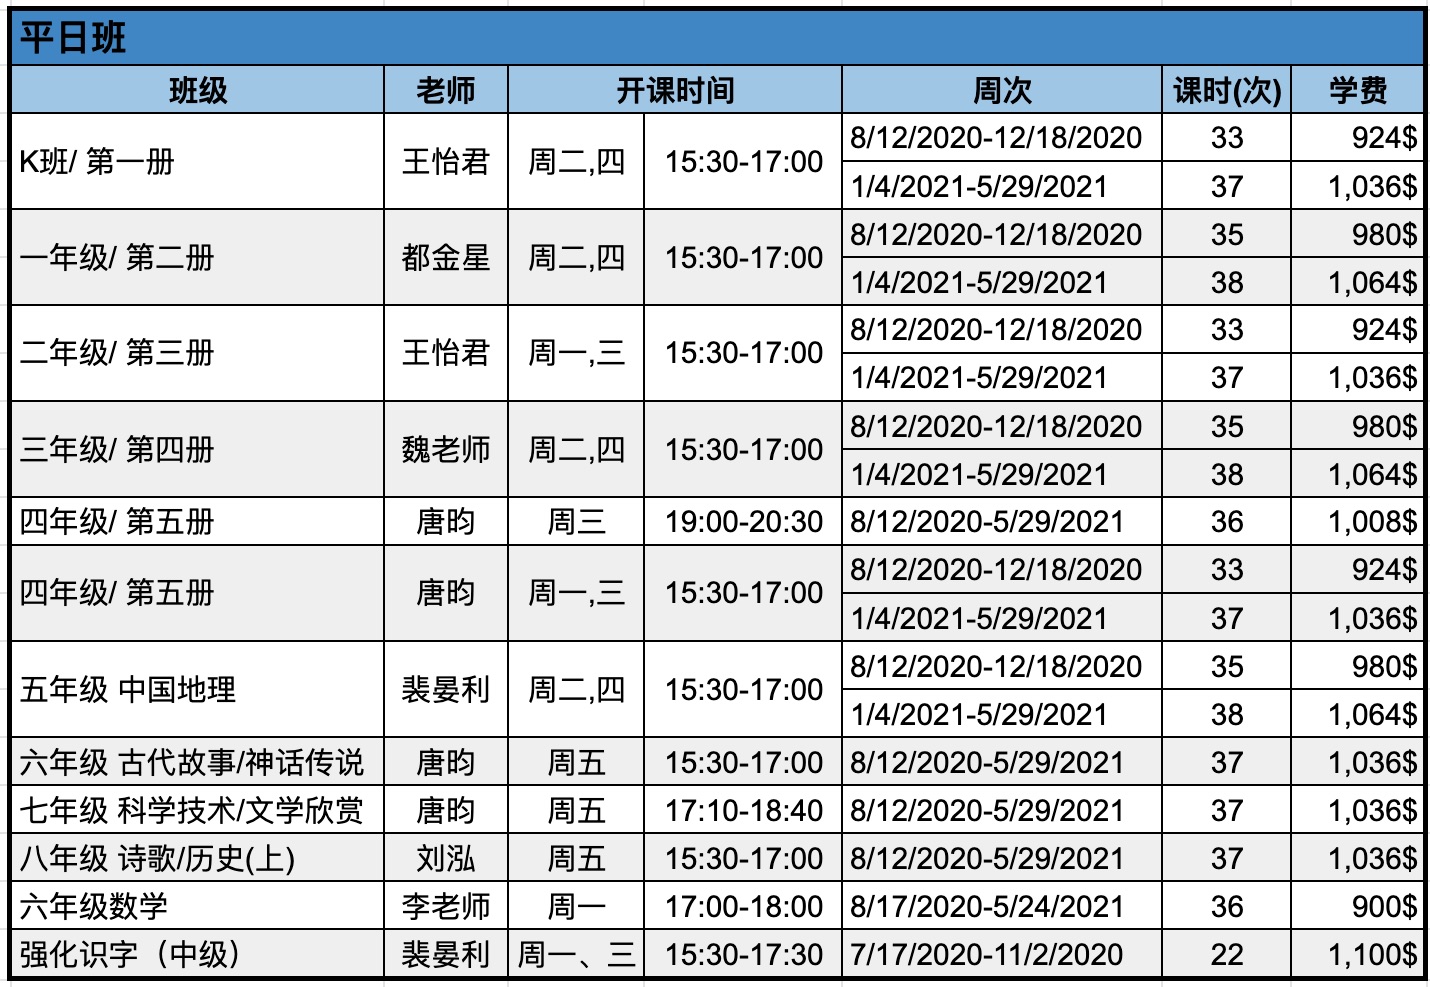 平日班
班级 老师 开课时间 周次 课时(次) 学费
K班/ 第一册 王怡君 周二,四 15:30-17:00 8/12/2020-12/18/2020 33 924$
1/4/2021-5/29/2021 37 1,036$
一年级/ 第二册 都金星 周二,四 15:30-17:00 8/12/2020-12/18/2020 35 980$
1/4/2021-5/29/2021 38 1,064$
二年级/ 第三册 王怡君 周一,三 15:30-17:00 8/12/2020-12/18/2020 33 924$
1/4/2021-5/29/2021 37 1,036$
三年级/ 第四册 魏老师 周二,四 15:30-17:00 8/12/2020-12/18/2020 35 980$
1/4/2021-5/29/2021 38 1,064$
四年级/ 第五册 唐昀 周三 19:00-20:30 8/12/2020-5/29/2021 36 1,008$
四年级/ 第五册 唐昀 周一,三 15:30-17:00 8/12/2020-12/18/2020 33 924$
1/4/2021-5/29/2021 37 1,036$
五年级 中国地理 裴晏利 周二,四 15:30-17:00 8/12/2020-12/18/2020 35 980$
1/4/2021-5/29/2021 38 1,064$
六年级 古代故事/神话传说 唐昀 周五 15:30-17:00 8/12/2020-5/29/2021 37 1,036$
七年级 科学技术/文学欣赏 唐昀 周五 17:10-18:40 8/12/2020-5/29/2021 37 1,036$
八年级 诗歌/历史(上) 刘泓 周五 15:30-17:00 8/12/2020-5/29/2021 37 1,036$
六年级数学 李老师 周一 17:00-18:00 8/17/2020-5/24/2021 36 900$
强化识字（中级） 裴晏利 周一、三 15:30-17:30 7/17/2020-11/2/2020 22 1,100$